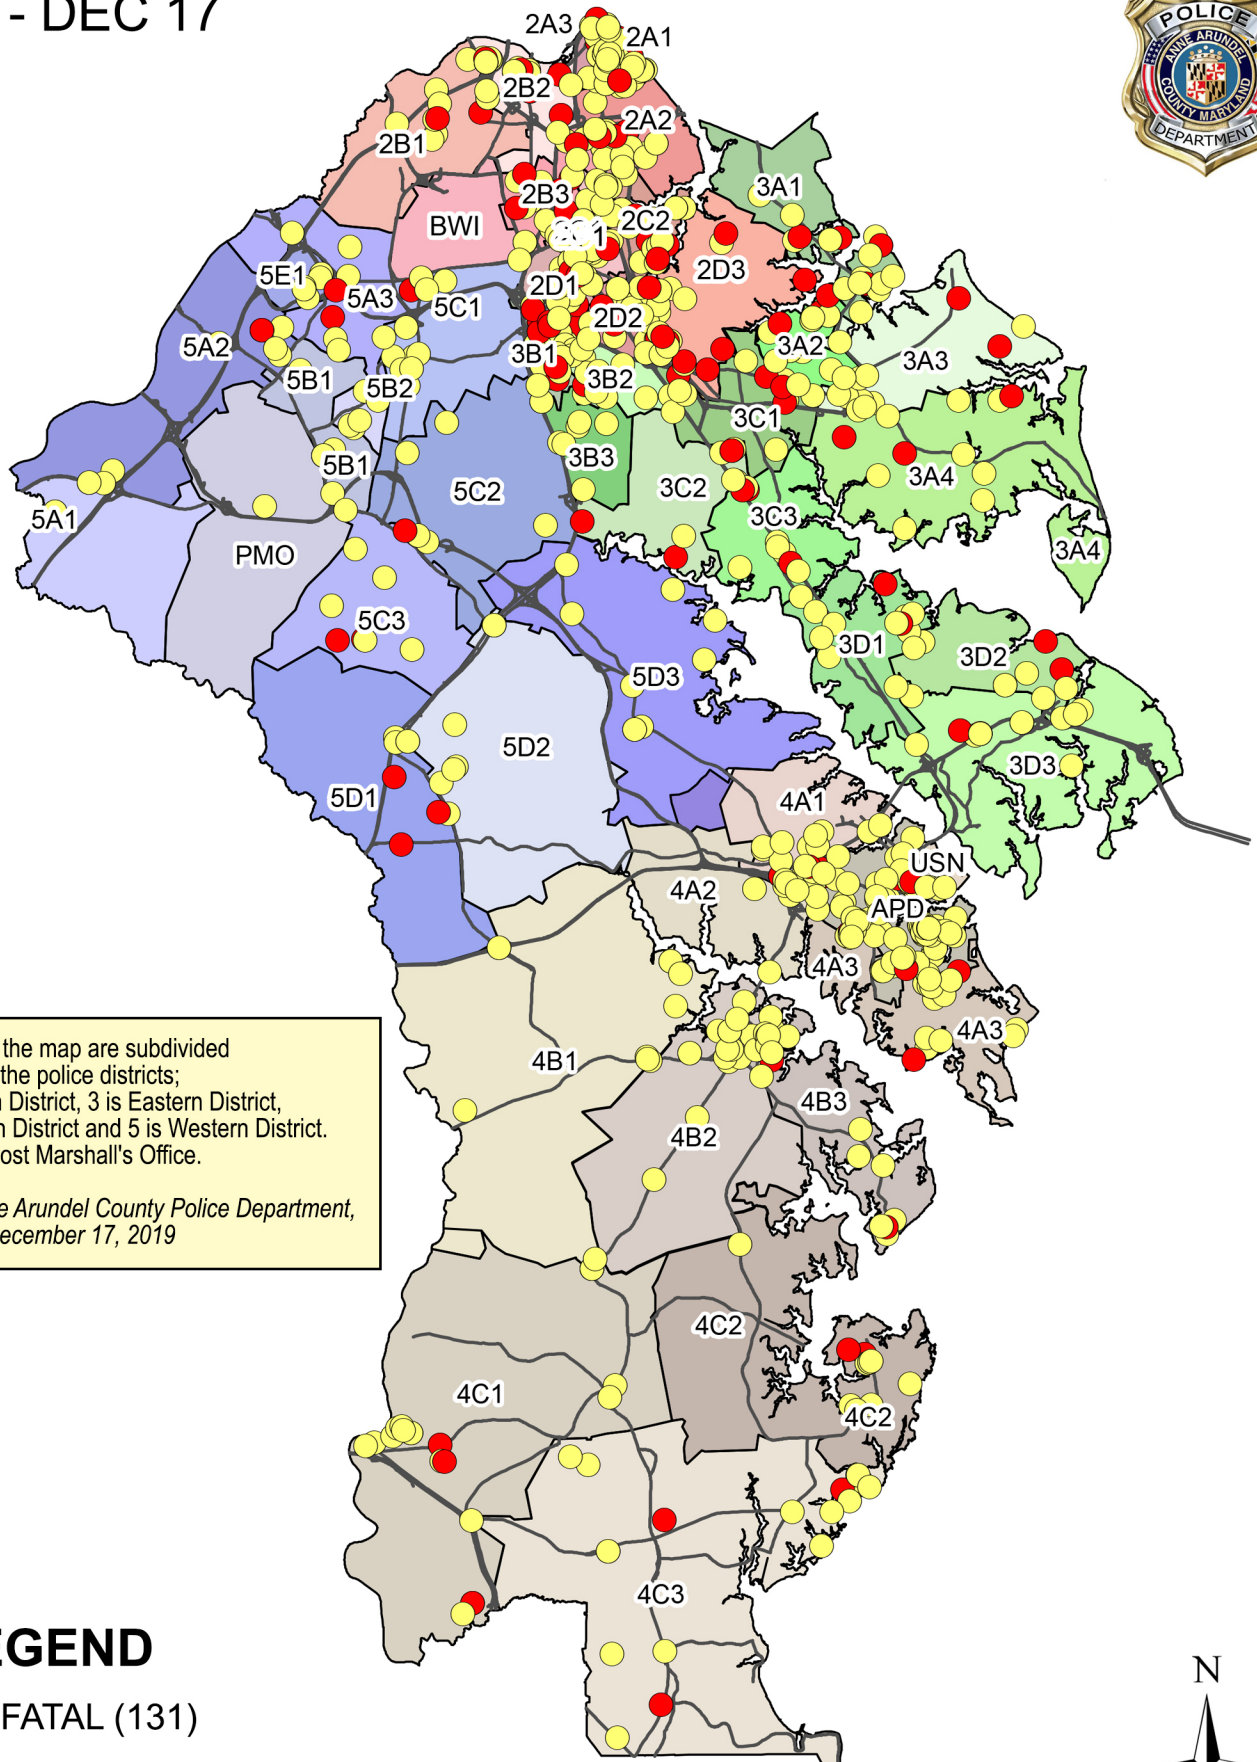 - DEC 17
POLICE
ANNE ARUNDEL
COUNTY MARYLAND
DEPARTMENT
2A3
2A1
2B2
2A2
2B1
3A1
2B3
BWI
2C2
2D3
5E1
5A3
2D1
5C1
2D2
5A2
3B1
3A2
3A3
5B1
5B2
3B2
3C1
5B1
3B3
5C2
3C2
3A4
5A1
3C3
PMO
3A4
5C3
3D1
3D2
5D3
5D2
3D3
5D1
4A1
USN
4A2
APD
4A3
4A3
the map are subdivided
the police districts;
District, 3 is Eastern District,
District and 5 is Western District.
ost Marshall's Office.
e Arundel County Police Department,
ecember 17, 2019
4B1
4B3
4B2
4C2
4C1
4C2
4C3
EGEND
FATAL (131)
N